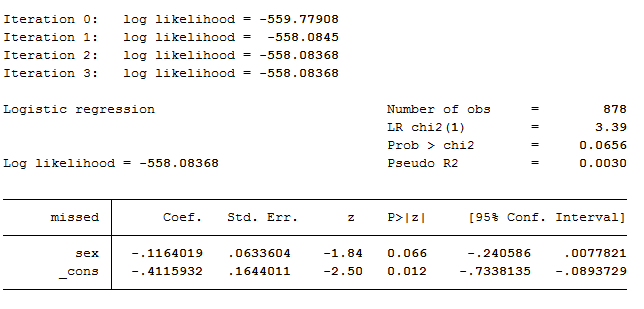 Iteration 0:   log likelihood = -559.77908
Iteration 1:   log likelihood =  -558.0845
Iteration 2:   log likelihood = -558.08368
Iteration 3:   log likelihood = -558.08368
Logistic regression                             Number of obs     =        878
                                                LR chi2(1)        =       3.39
                                                Prob > chi2       =     0.0656
Log likelihood = -558.08368                     Pseudo R2         =     0.0030
missed        Coef.   Std. Err.      z    P>|z|     [95% Conf. Interval]
sex   -.1164019   .0633604    -1.84   0.066     -.240586    .0077821
_cons   -.4115932   .1644011    -2.50   0.012    -.7338135   -.0893729